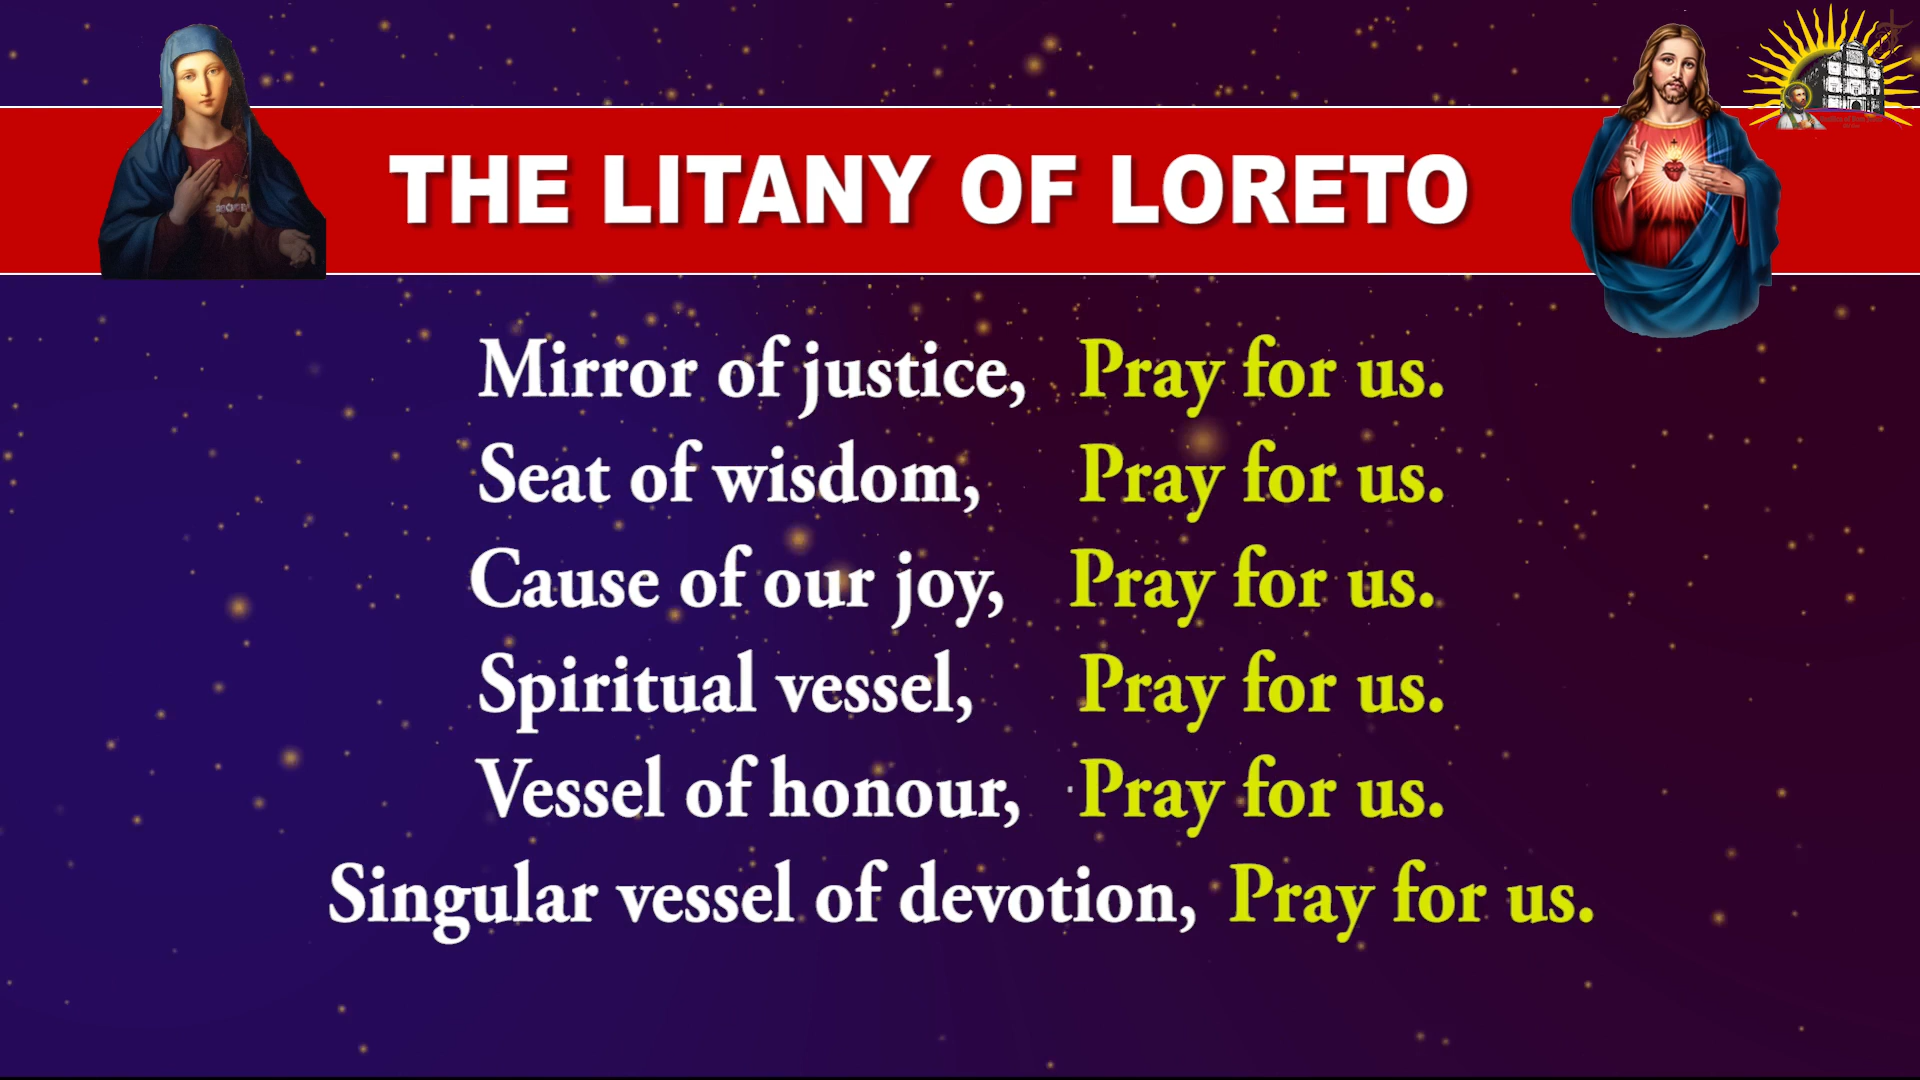 THE LITANY OF LORETO
Mirror of justice, Pray for us.
Seat of wisdom, Pray for us.
Cause of our joy, Pray for us.
Spiritual vessel, Pray for us.
Vessel of honour, Pray for us.
Singular vessel of devotion, Pray for us.